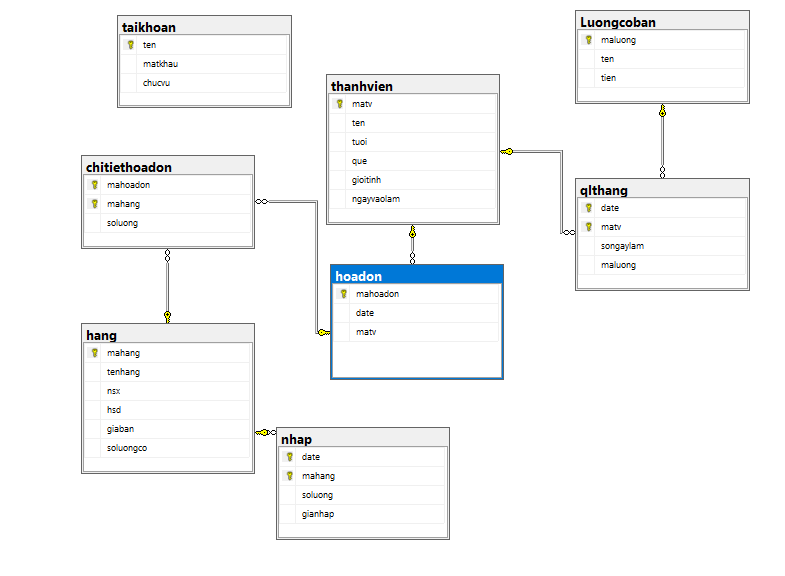 taikhoan
ten
matkhau
chucvu
Luongcoban
maluong
ten
tien
thanhvien
matv
ten
tuoi
que
gioitinh
ngayvaolam
chitiethoadon
mahoadon
mahang
soluong
qlthang
date
matv
songaylam
maluong
hoadon
mahoadon
date
matv
hang
mahang
tenhang
nsx
hsd
giaban
soluongco
nhap
date
mahang
soluong
gianhap